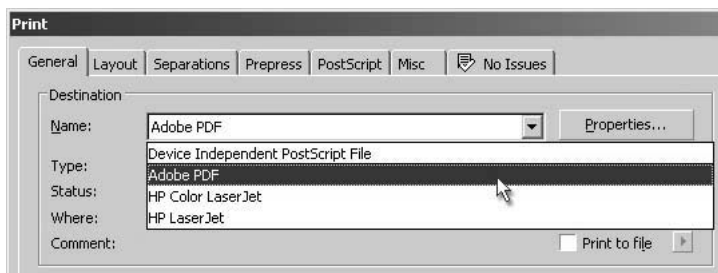 Print
General Layout Separations Prepress PostScript Misc No Issues
Destination
Name: Adobe PDF Properties...
Device Independent PostScript File
Type: Adobe PDF
Status: HP Color LaserJet
Where: HP LaserJet
Comment: Print to file